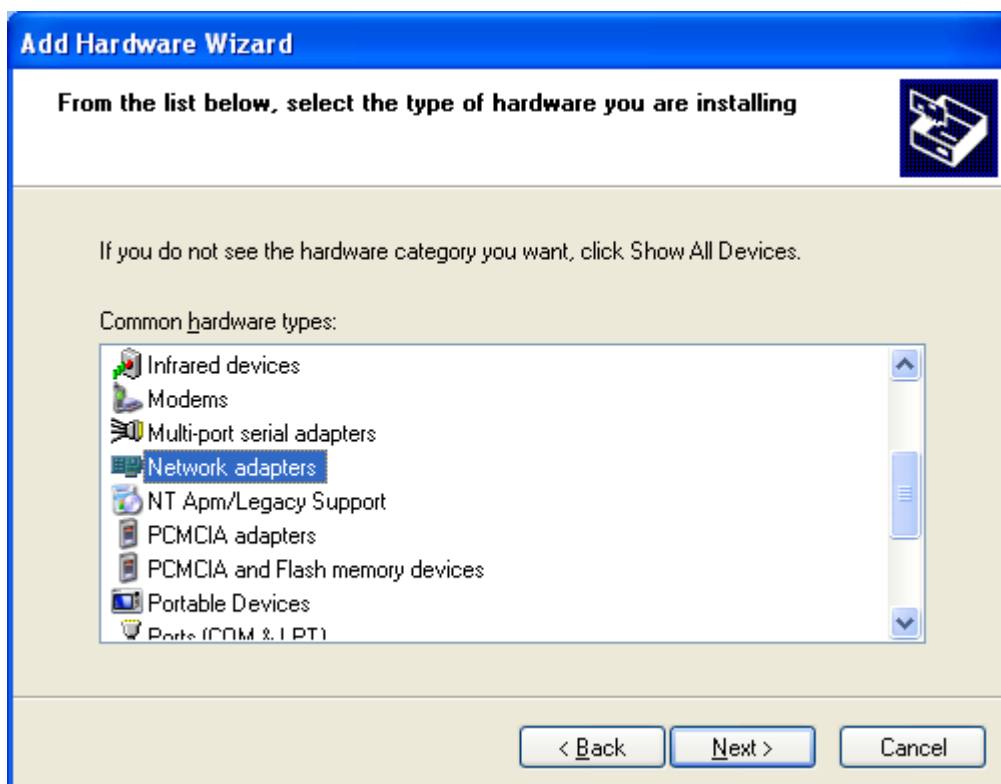 Add Hardware Wizard
From the list below, select the type of hardware you are installing
If you do not see the hardware category you want, click Show All Devices.
Common hardware types:
Infrared devices
Modems
Multi-port serial adapters
Network adapters
NT Apm/Legacy Support
PCMCIA adapters
PCMCIA and Flash memory devices
Portable Devices
Ports (COM & LPT)
< Back Next > Cancel